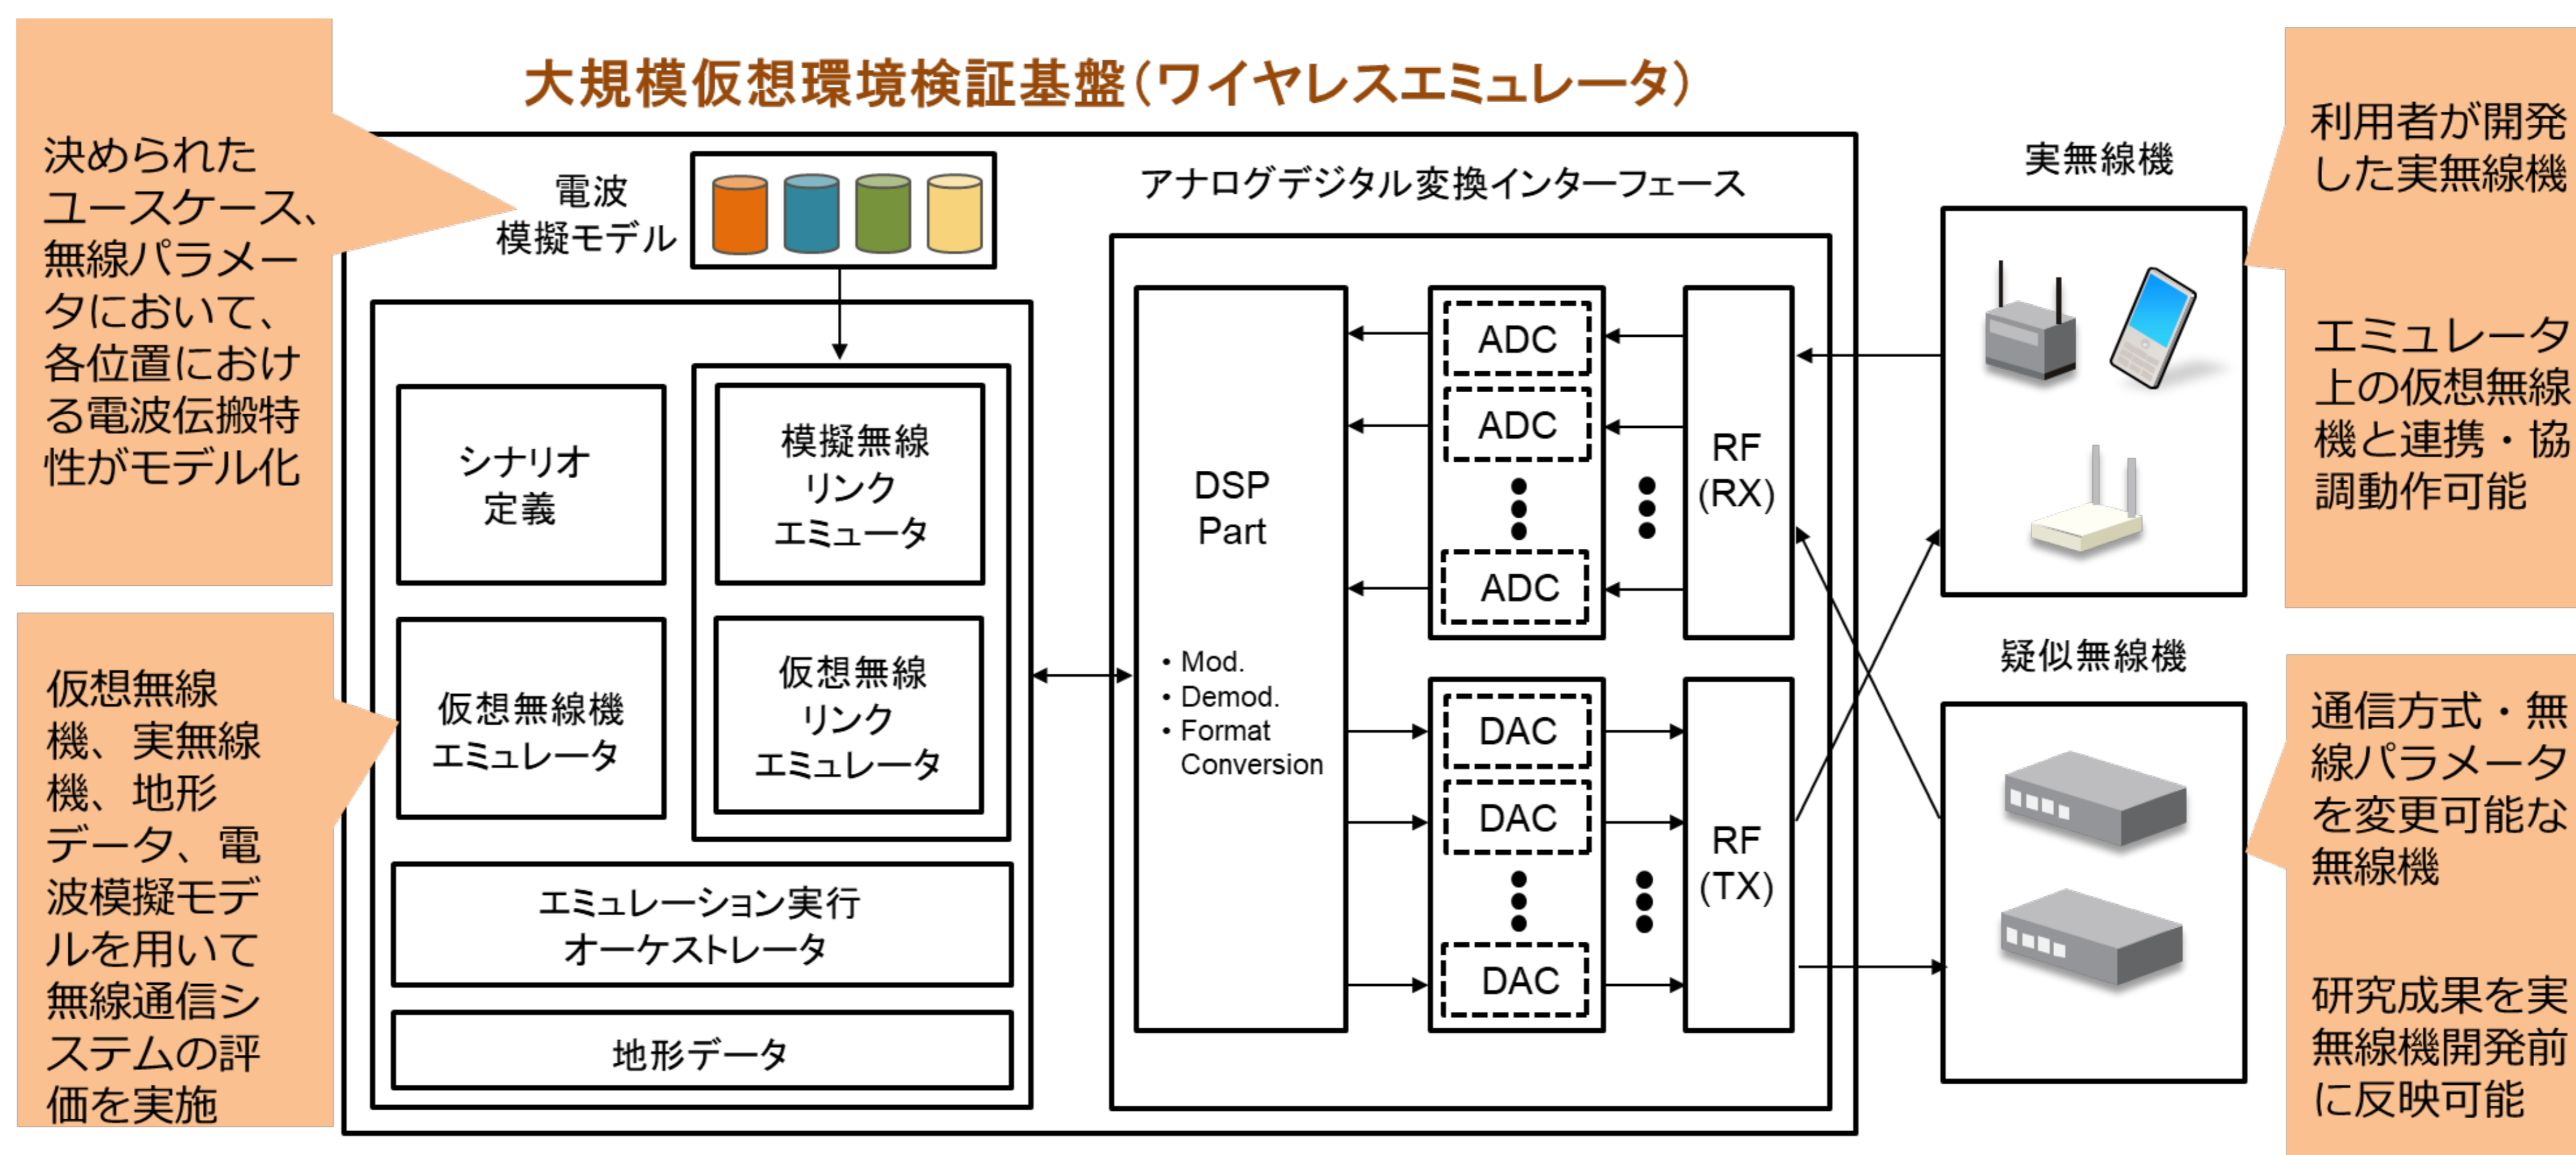 大規模仮想環境検証基盤(ワイヤレスエミュレータ)
決められた
ユースケース、
無線パラメー
タにおいて、
各位置におけ
る電波伝搬特
性がモデル化
仮想無線
機、実無線
機、地形
データ、電
波模擬モデ
ルを用いて
無線通信シ
ステムの評
価を実施
電波
模擬モデル
シナリオ
定義
模擬無線
リンク
エミュータ
仮想無線機
エミュレータ
仮想無線
リンク
エミュレータ
エミュレーション実行
オーケストレータ
地形データ
アナログデジタル変換インターフェース
DSP
Part
・Mod.
・Demod.
・Format
Conversion
ADC
ADC
ADC
DAC
DAC
DAC
RF
(RX)
RF
(TX)
実無線機
疑似無線機
利用者が開発
した実無線機
エミュレータ
上の仮想無線
機と連携・協
調動作可能
通信方式・無
線パラメータ
を変更可能な
無線機
研究成果を実
無線機開発前
に反映可能